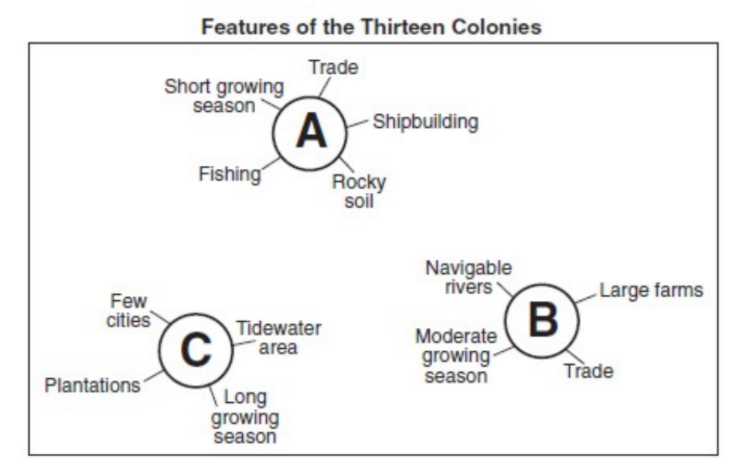 Features of the Thirteen Colonies
Trade
Short growing
season
A
Shipbuilding
Fishing
Rocky
soil
Navigable
rivers
Large farms
B
Moderate
growing
season
Trade
Few
cities
Tidewater
area
C
Plantations
Long
growing
season